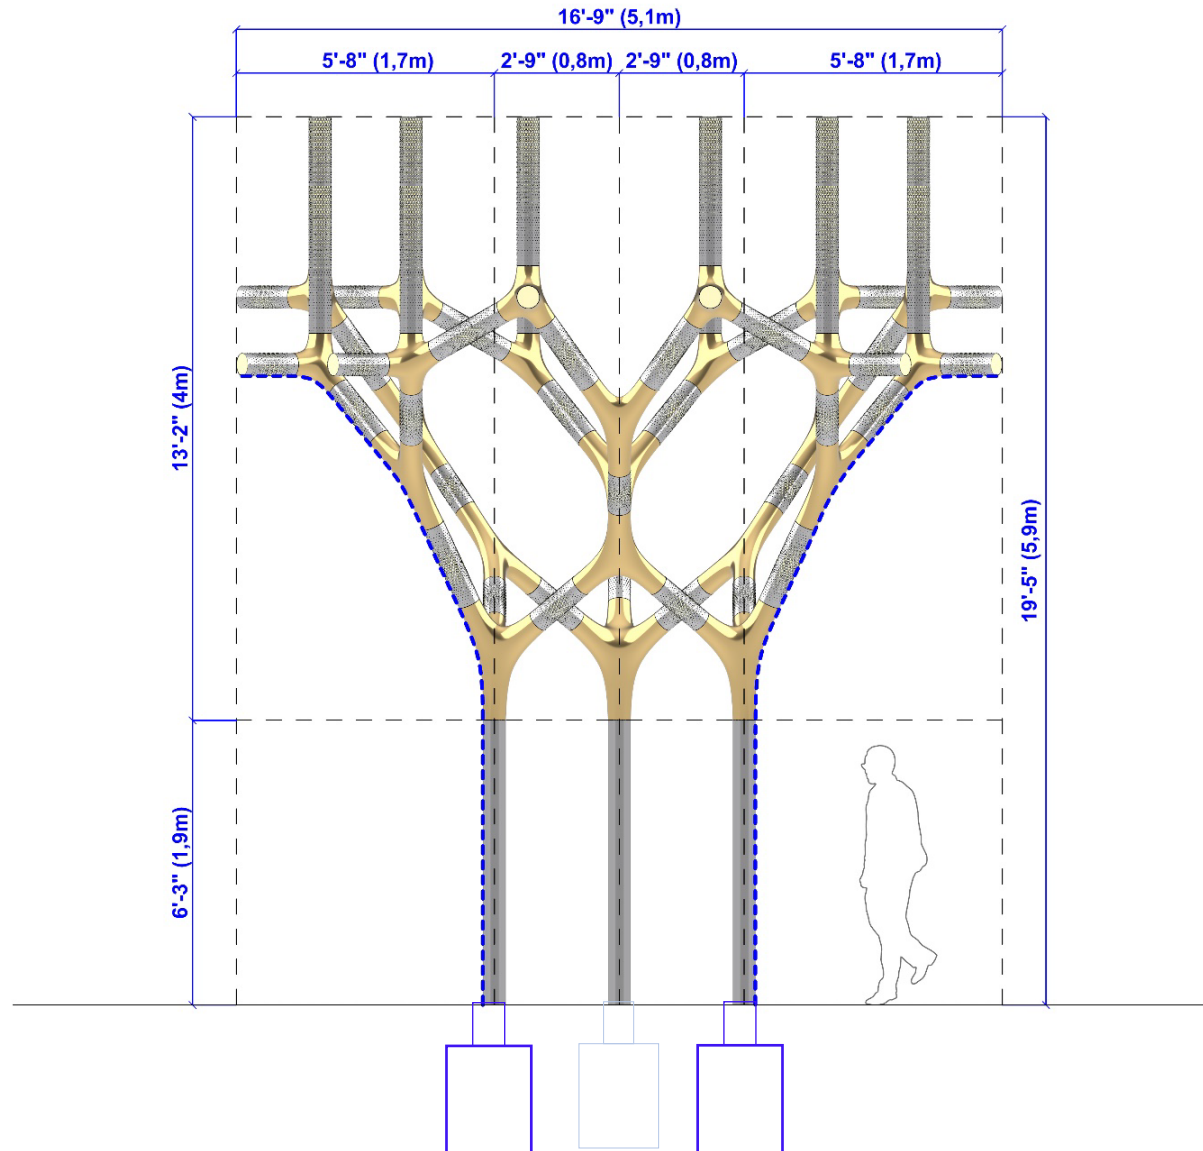 16'-9" (5,1m)
5'-8" (1,7m)
2'-9" (0,8m)
2'-9" (0,8m)
5'-8" (1,7m)
13'-2" (4m)
19'-5" (5,9m)
6'-3" (1,9m)